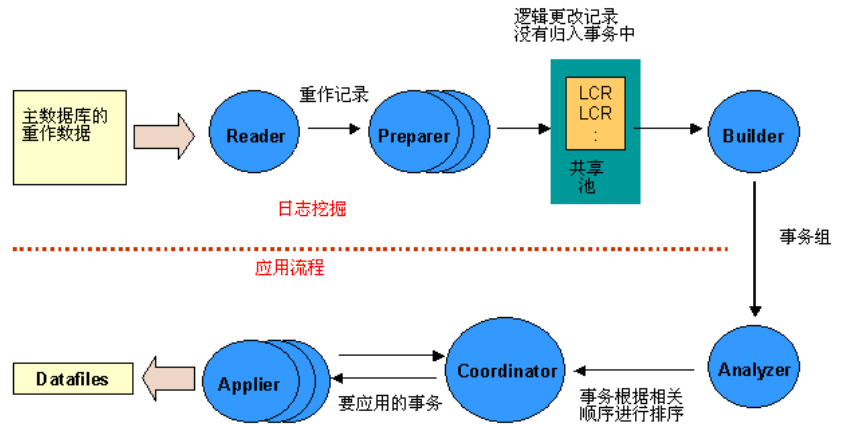 逻辑更改记录
没有归入事务中
主数据库的
重作数据
Reader
重作记录
Preparer
LCR
LCR
:
共享
池
Builder
日志挖掘
事务组
应用流程
Datafiles
Applier
要应用的事务
Coordinator
事务根据相关
顺序进行排序
Analyzer